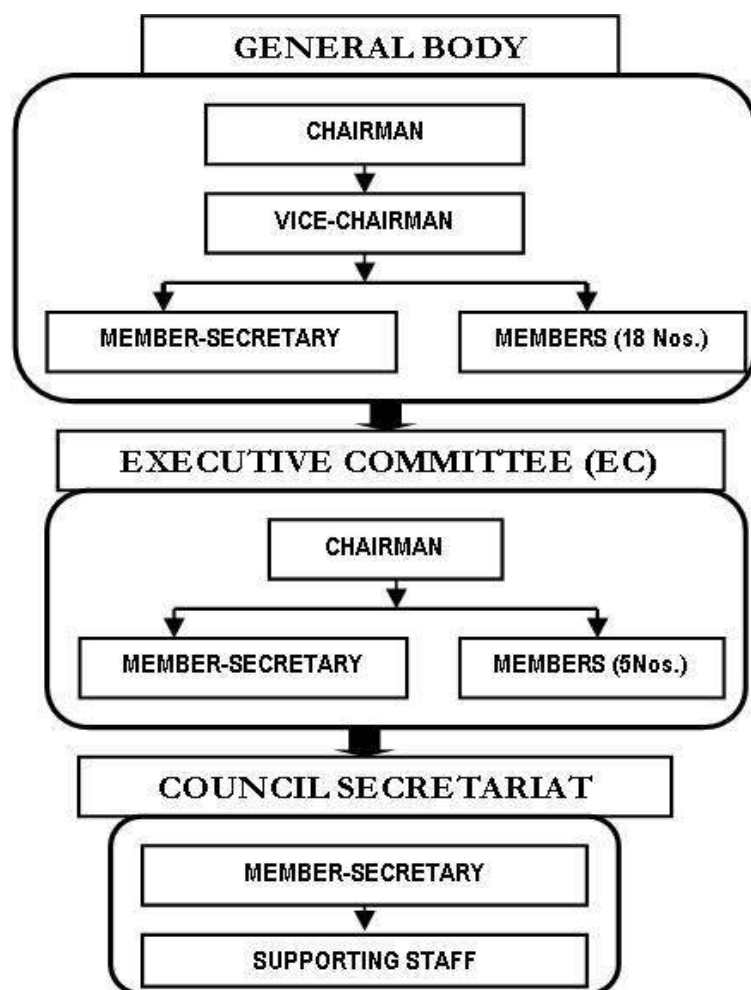 GENERAL BODY
CHAIRMAN
VICE-CHAIRMAN
MEMBER-SECRETARY
MEMBERS (18 Nos.)
EXECUTIVE COMMITTEE (EC)
CHAIRMAN
MEMBER-SECRETARY
MEMBERS (5Nos.)
COUNCIL SECRETARIAT
MEMBER-SECRETARY
SUPPORTING STAFF